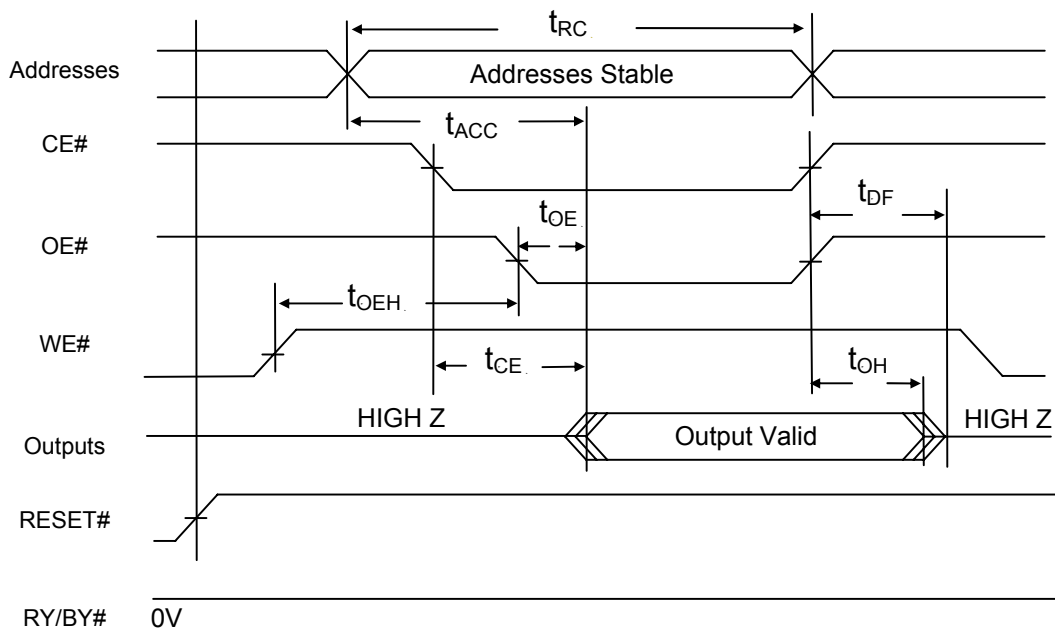 tRC
Addresses
Addresses Stable
tACC
CE#
tDF
tOE
OE#
tOEH
WE#
tCE
tOH
HIGH Z
HIGH Z
Output Valid
Outputs
RESET#
RY/BY#
0V